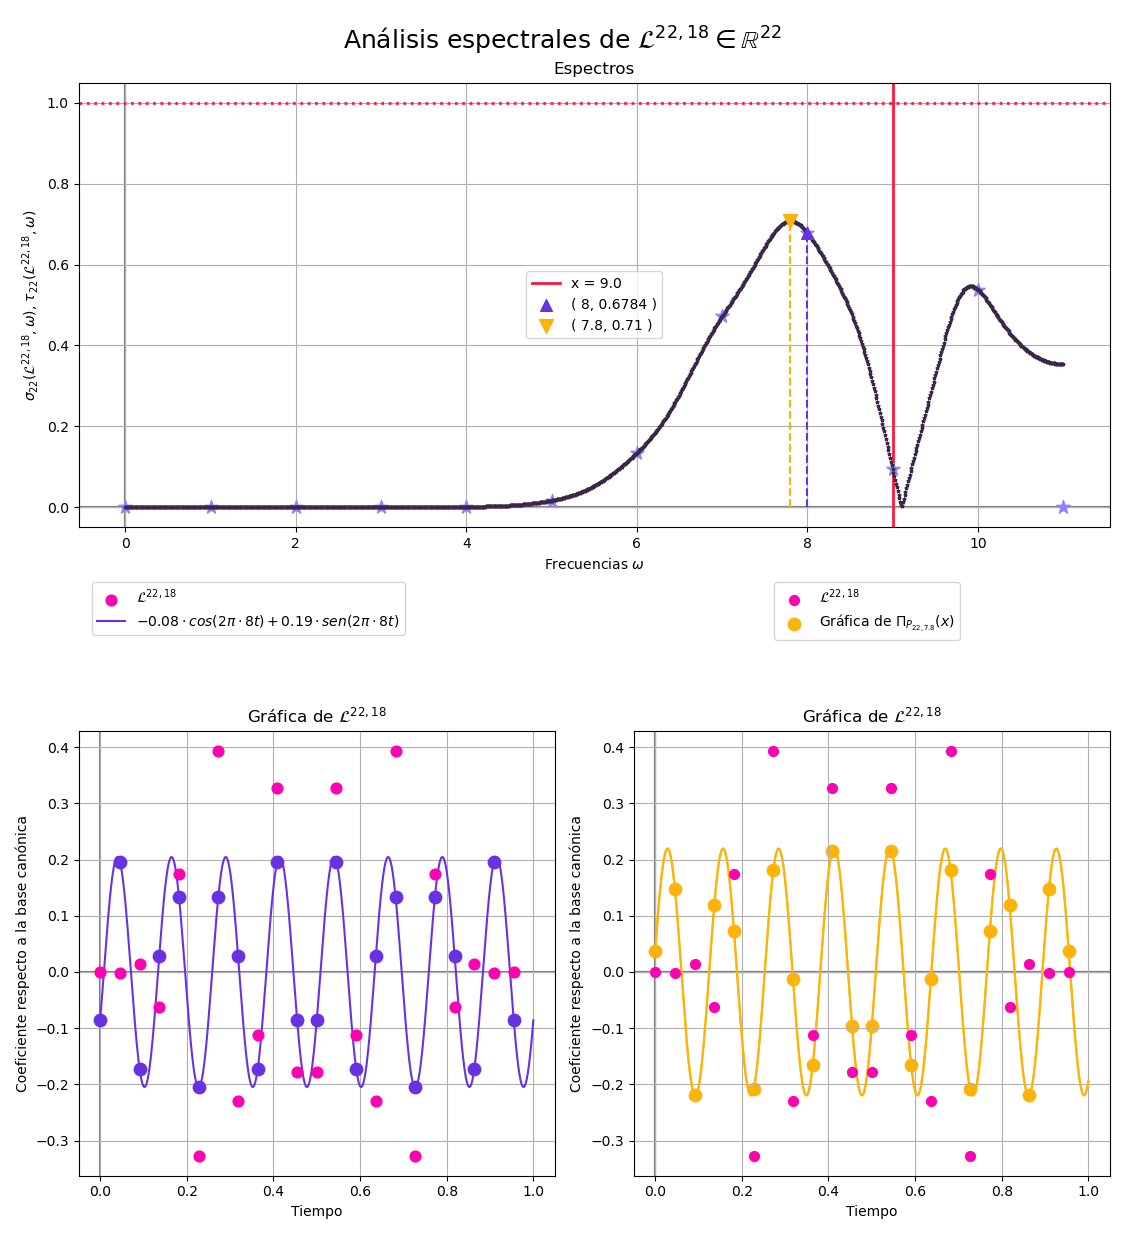 Análisis espectrales de ℒ^{22,18} ∈ ℝ^{22}
Espectros
σ_{22}(ℒ^{22,18}, ω), τ_{22}(ℒ^{22,18}, ω)
1.0
0.8
0.6
0.4
0.2
0.0
x = 9.0
( 8, 0.6784 )
( 7.8, 0.71 )
0 2 4 6 8 10
Frecuencias ω
ℒ^{22,18}
−0.08 · cos(2π · 8t) + 0.19 · sen(2π · 8t)
ℒ^{22,18}
Gráfica de Π_{P_{22,7.8}}(x)
Gráfica de ℒ^{22,18}
Coeficiente respecto a la base canónica
0.4
0.3
0.2
0.1
0.0
−0.1
−0.2
−0.3
0.0 0.2 0.4 0.6 0.8 1.0
Tiempo
Gráfica de ℒ^{22,18}
Coeficiente respecto a la base canónica
0.4
0.3
0.2
0.1
0.0
−0.1
−0.2
−0.3
0.0 0.2 0.4 0.6 0.8 1.0
Tiempo